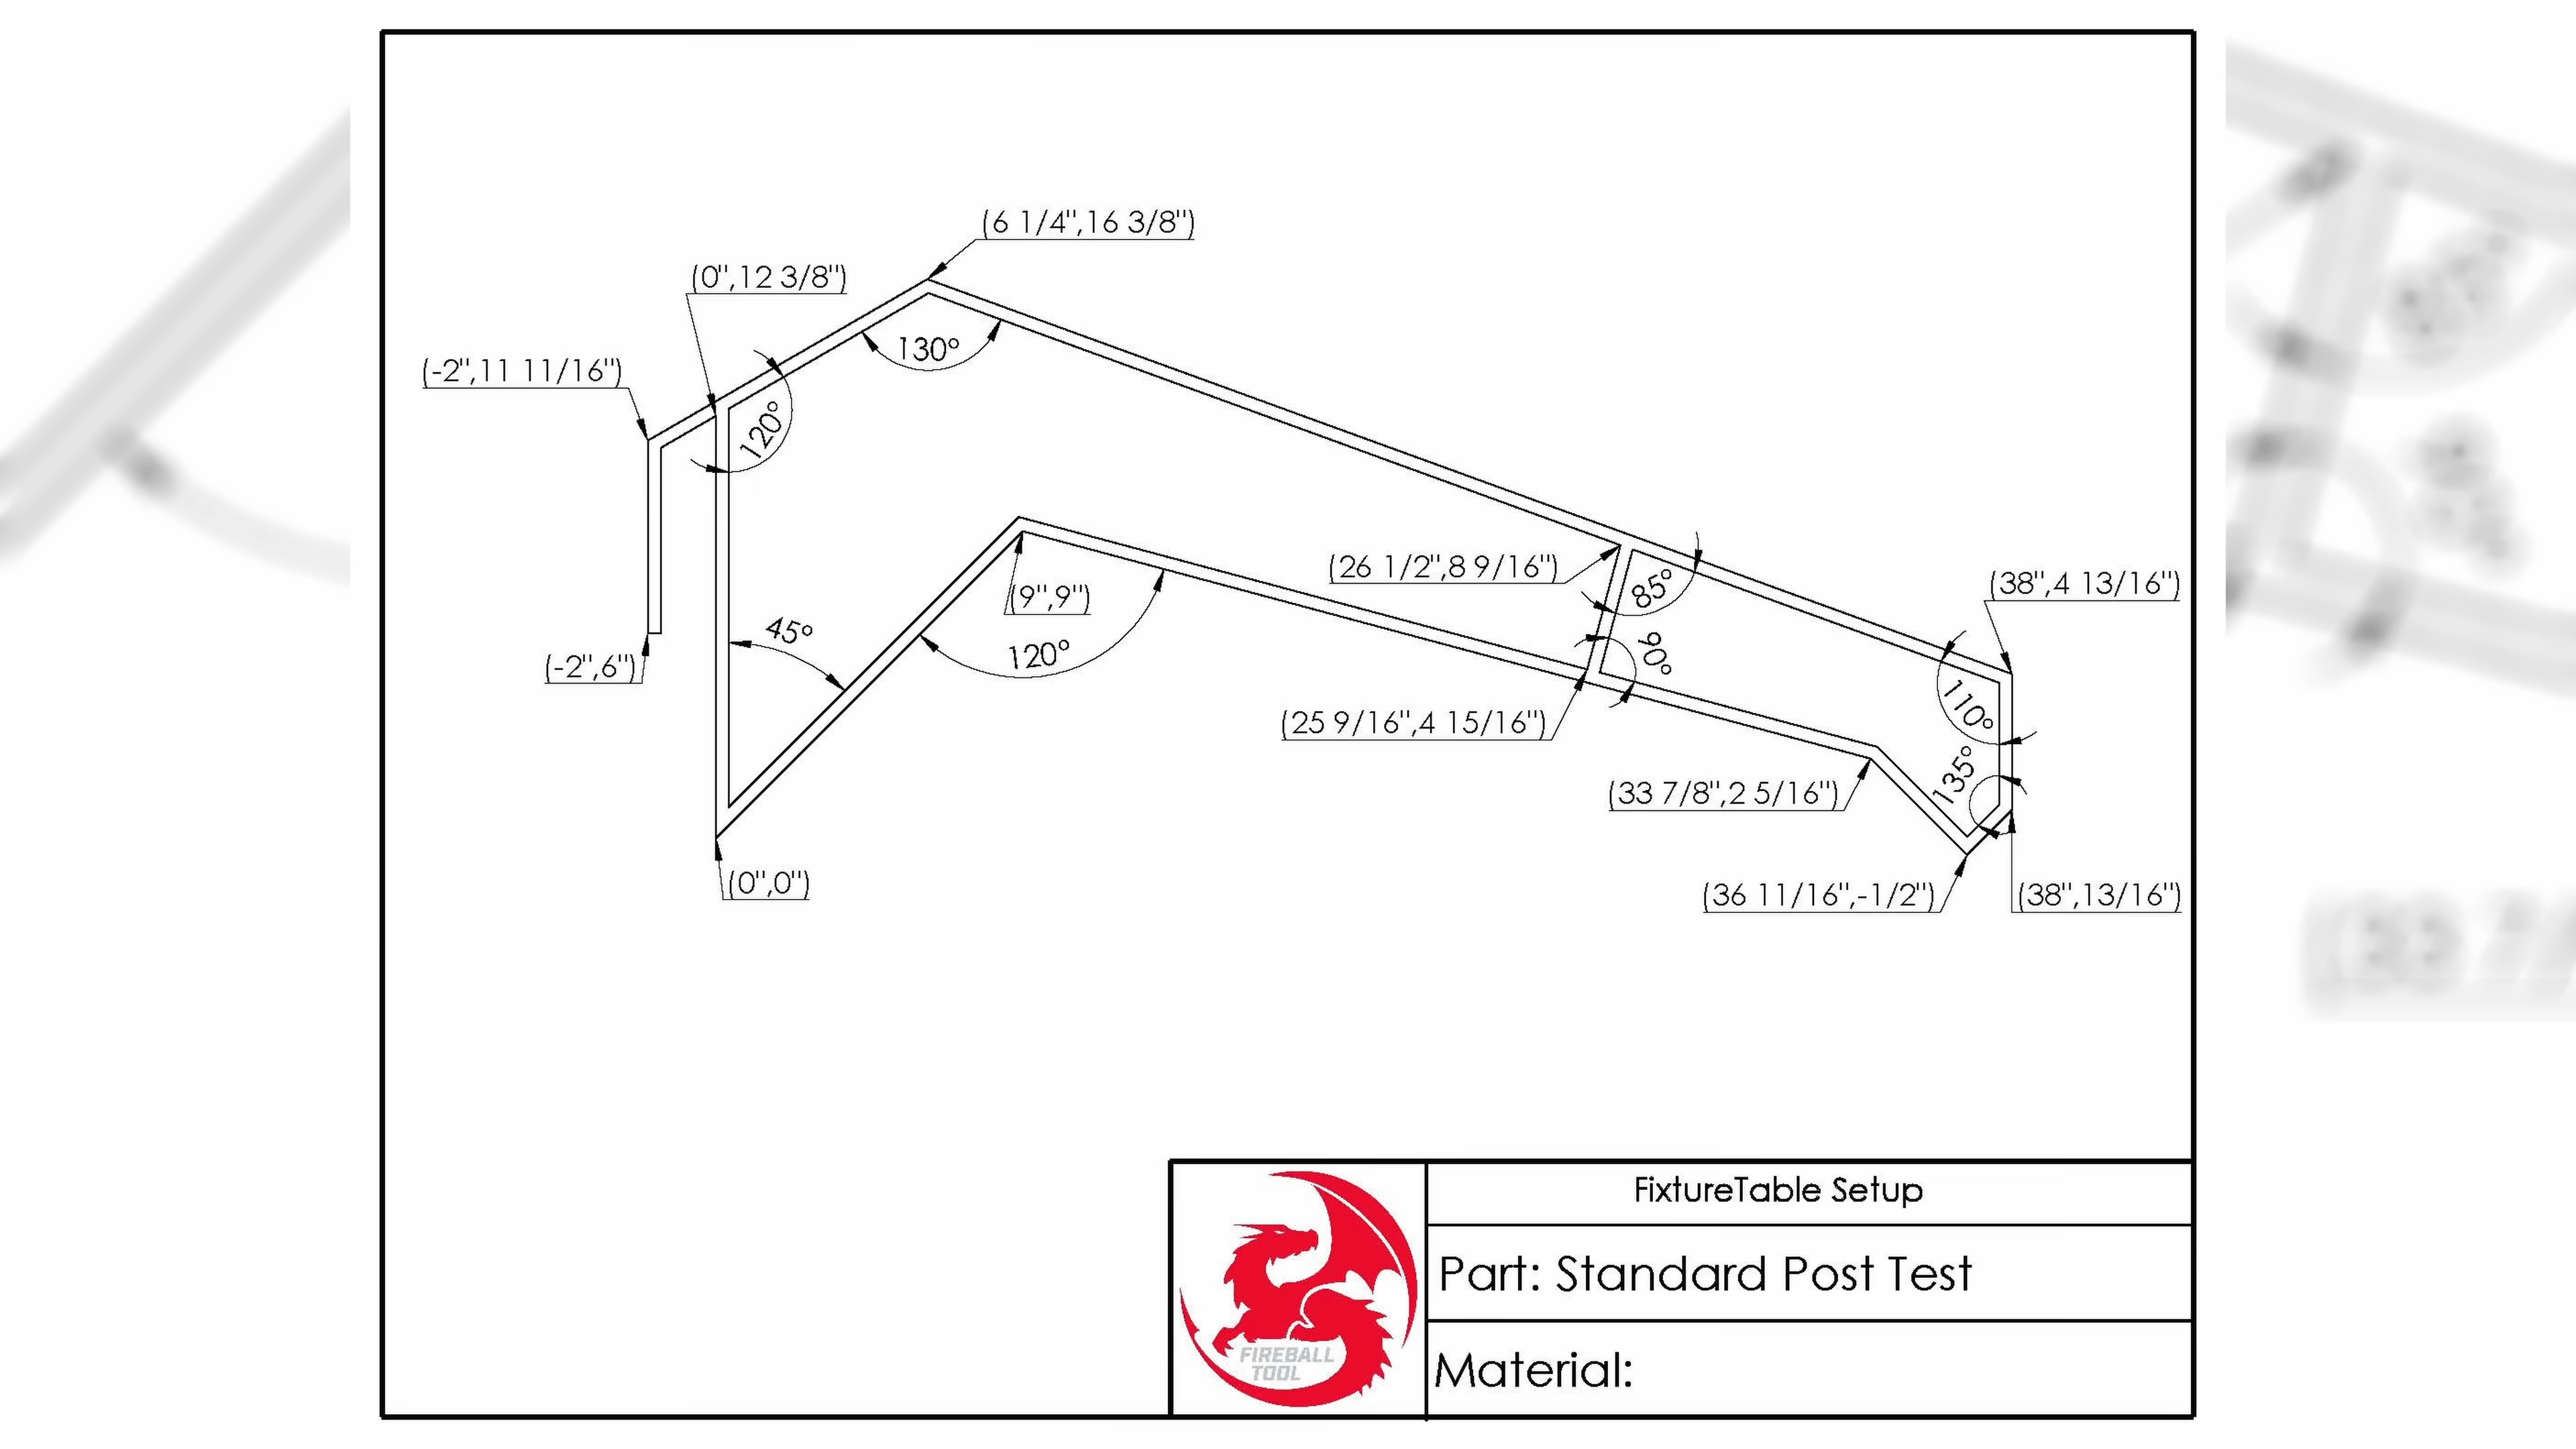 (6 1/4",16 3/8")
(0",12 3/8")
(-2",11 11/16")
130°
120°
(26 1/2",8 9/16")
85°
(38",4 13/16")
(9",9")
45°
120°
90°
(-2",6")
(25 9/16",4 15/16")
110°
135°
(33 7/8",2 5/16")
(0",0")
(36 11/16",-1/2")
(38",13/16")
FixtureTable Setup
Part: Standard Post Test
Material:
FIREBALL
TOOL